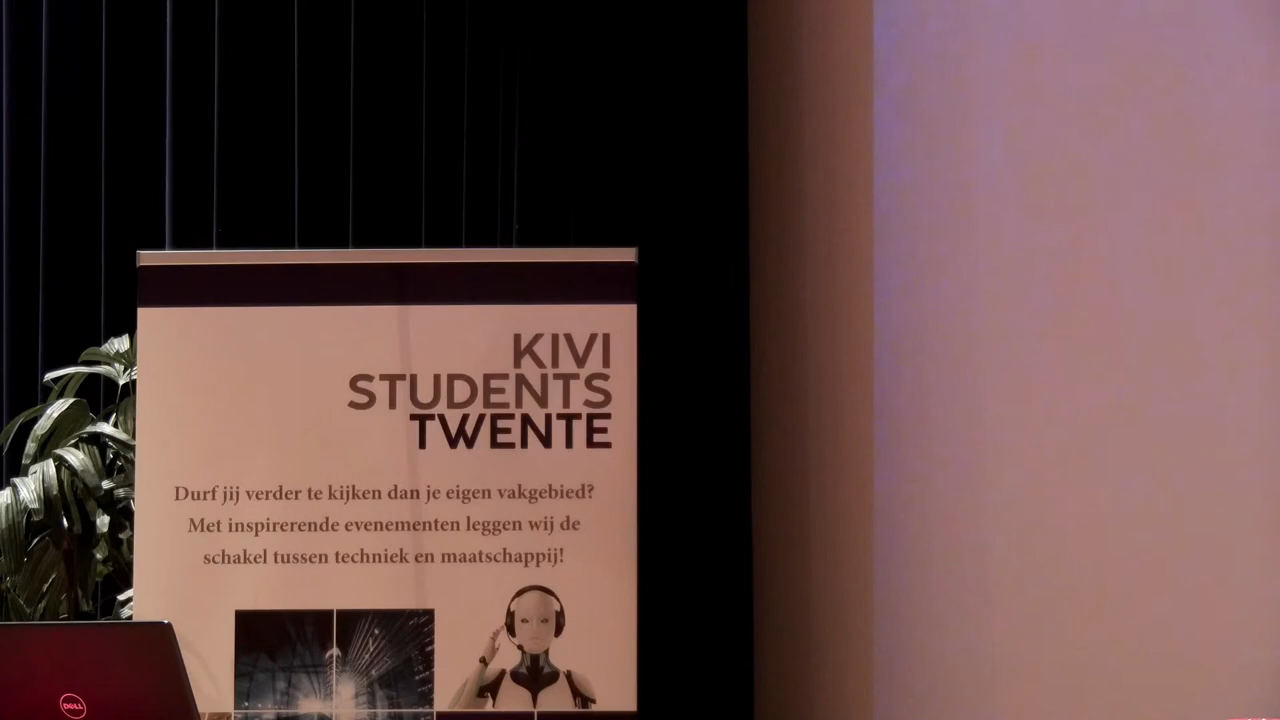 KIVI
STUDENTS
TWENTE
Durf jij verder te kijken dan je eigen vakgebied?
Met inspirerende evenementen leggen wij de
schakel tussen techniek en maatschappij!
DELL